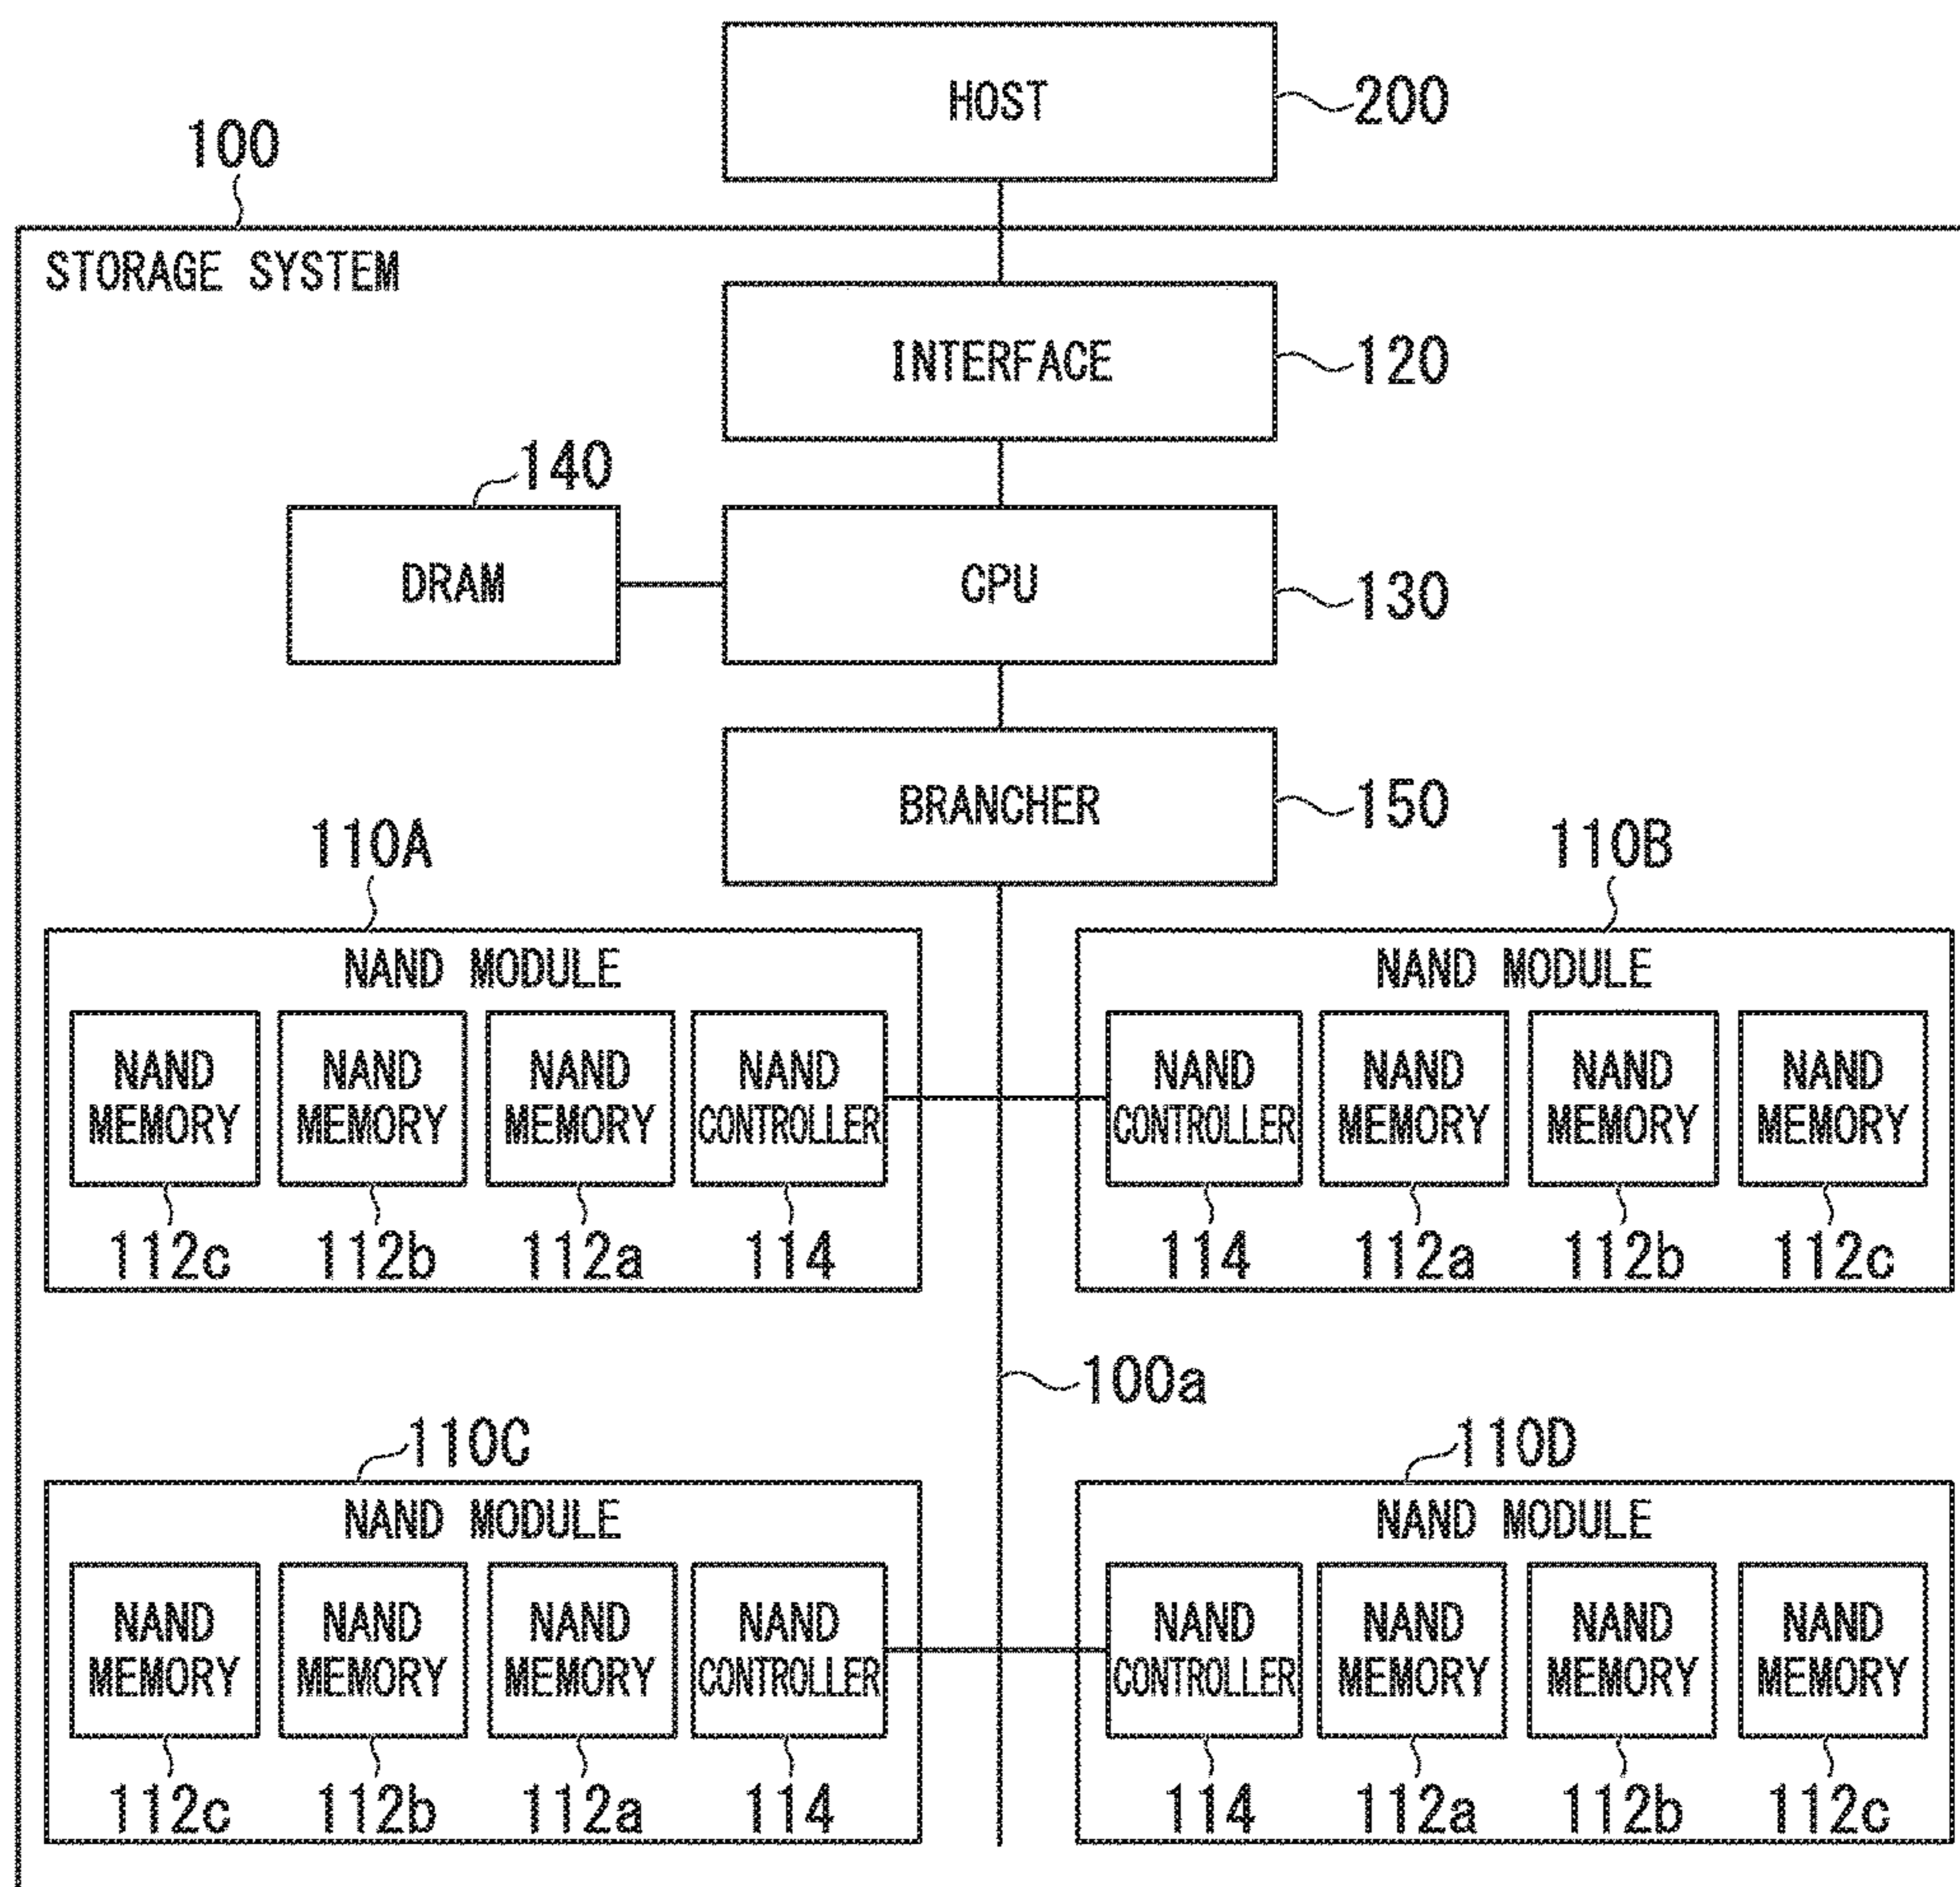 HOST
200
100
STORAGE SYSTEM
INTERFACE
120
140
DRAM
CPU
130
BRANCHER
150
110A
110B
NAND MODULE
NAND MODULE
NAND MEMORY
NAND MEMORY
NAND MEMORY
NAND CONTROLLER
NAND CONTROLLER
NAND MEMORY
NAND MEMORY
NAND MEMORY
112c
112b
112a
114
114
112a
112b
112c
100a
110C
110D
NAND MODULE
NAND MODULE
NAND MEMORY
NAND MEMORY
NAND MEMORY
NAND CONTROLLER
NAND CONTROLLER
NAND MEMORY
NAND MEMORY
NAND MEMORY
112c
112b
112a
114
114
112a
112b
112c